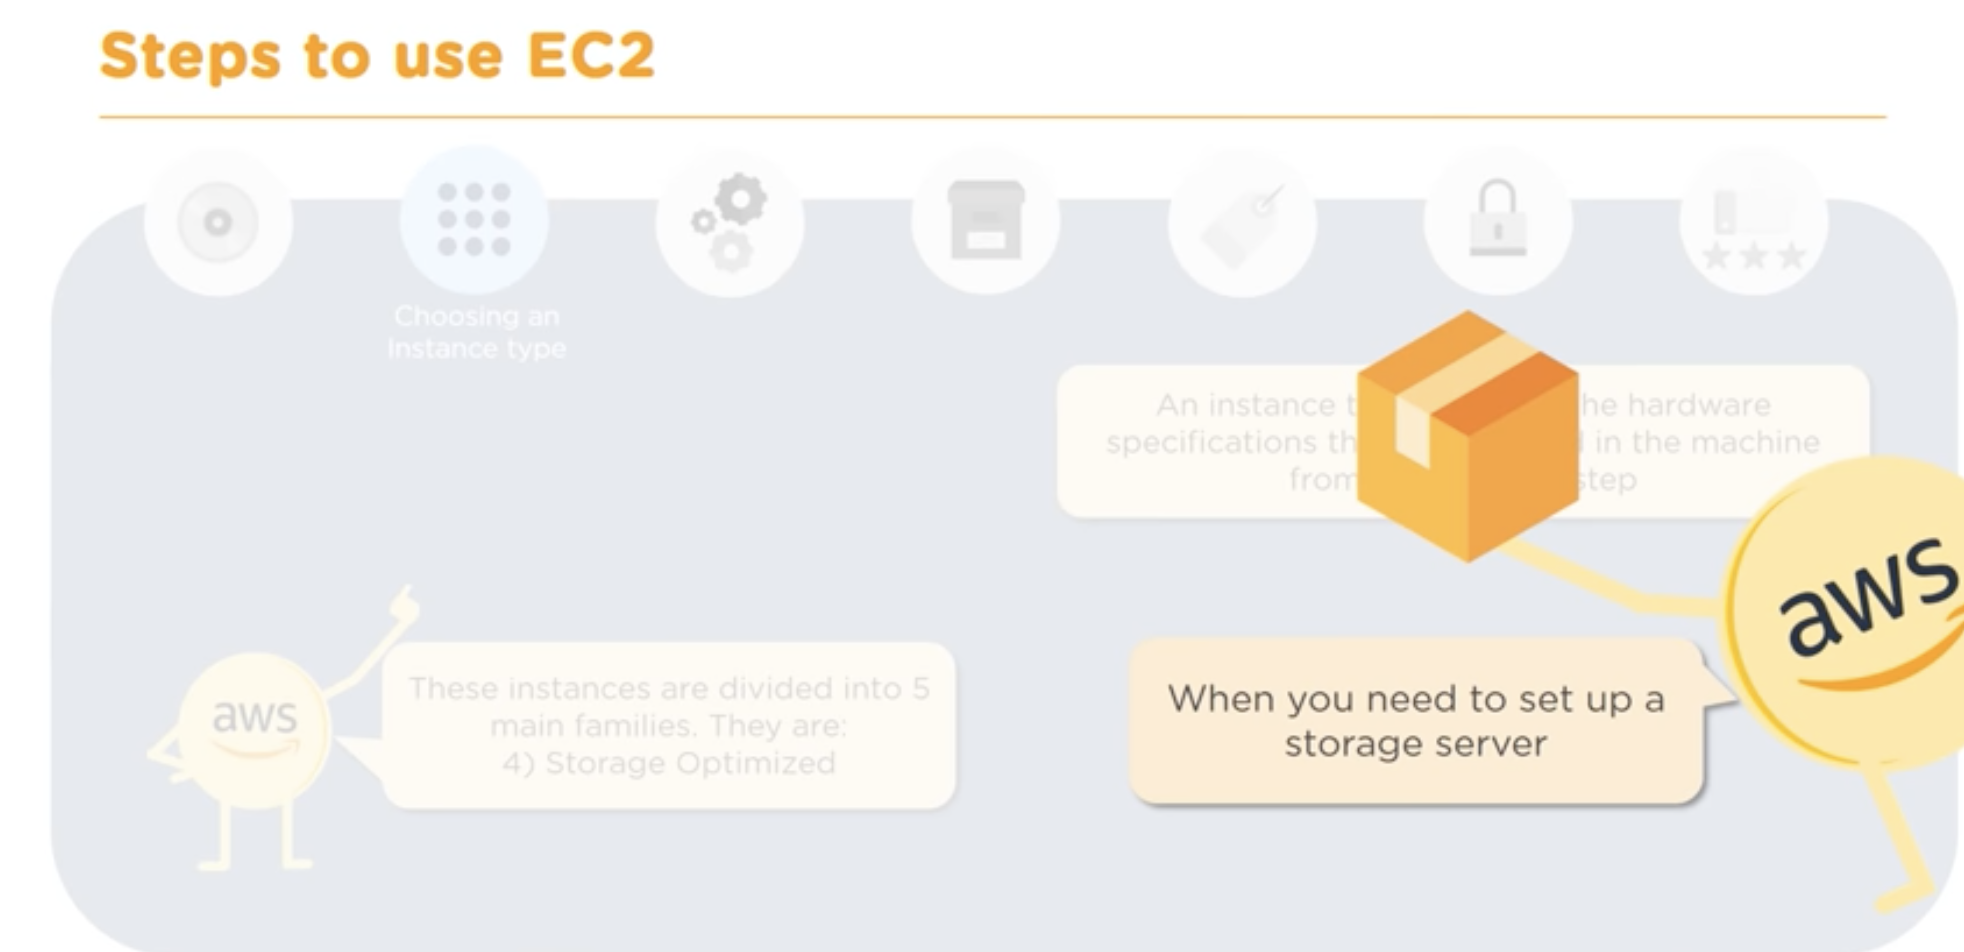 Steps to use EC2
Choosing an
Instance type
An instance he hardware
specifications in the machine
from step
These instances are divided into 5
main families. They are:
4) Storage Optimized
aws
When you need to set up a
storage server
aws